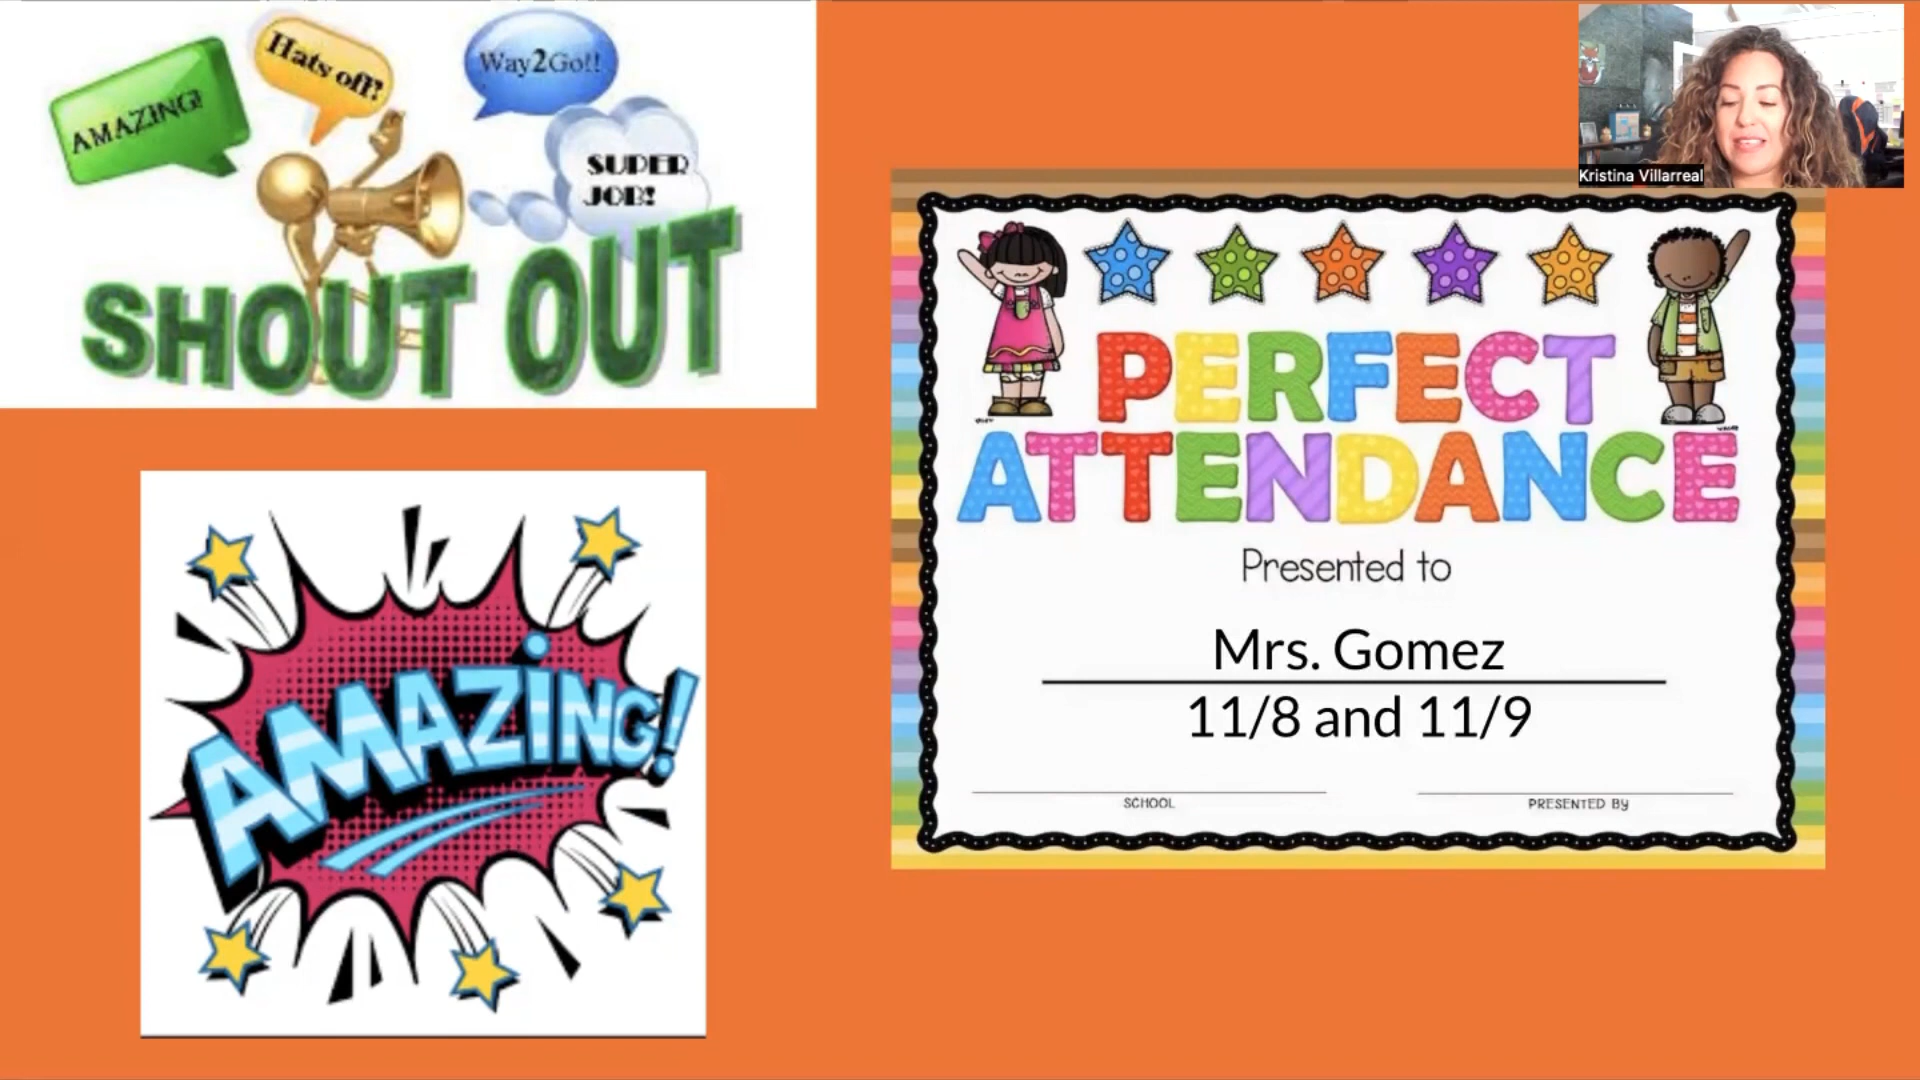 AMAZING!
Hats off!
Way2Go!!
SUPER
JOB!
SHOUT OUT
AMAZING!
Kristina Villarreal
PERFECT
ATTENDANCE
Presented to
Mrs. Gomez
11/8 and 11/9
SCHOOL
PRESENTED BY